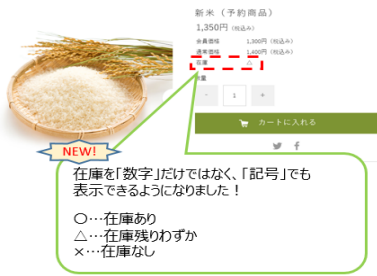 新米（予約商品）
1,350円（税込み）
会員価格 1,300円（税込み）
通常価格 1,400円（税込み）
在庫 △
数量
- 1 +
カートに入れる
NEW!
在庫を「数字」だけではなく、「記号」でも
表示できるようになりました！
〇…在庫あり
△…在庫残りわずか
×…在庫なし